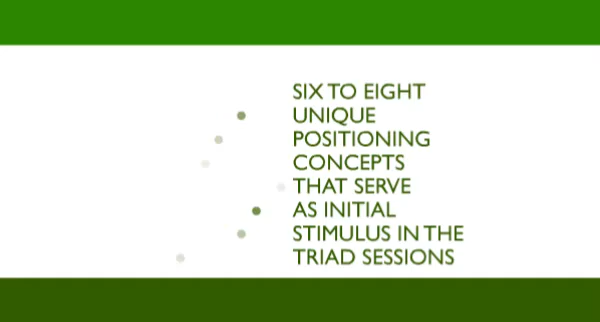 SIX TO EIGHT
UNIQUE
POSITIONING
CONCEPTS
THAT SERVE
AS INITIAL
STIMULUS IN THE
TRIAD SESSIONS